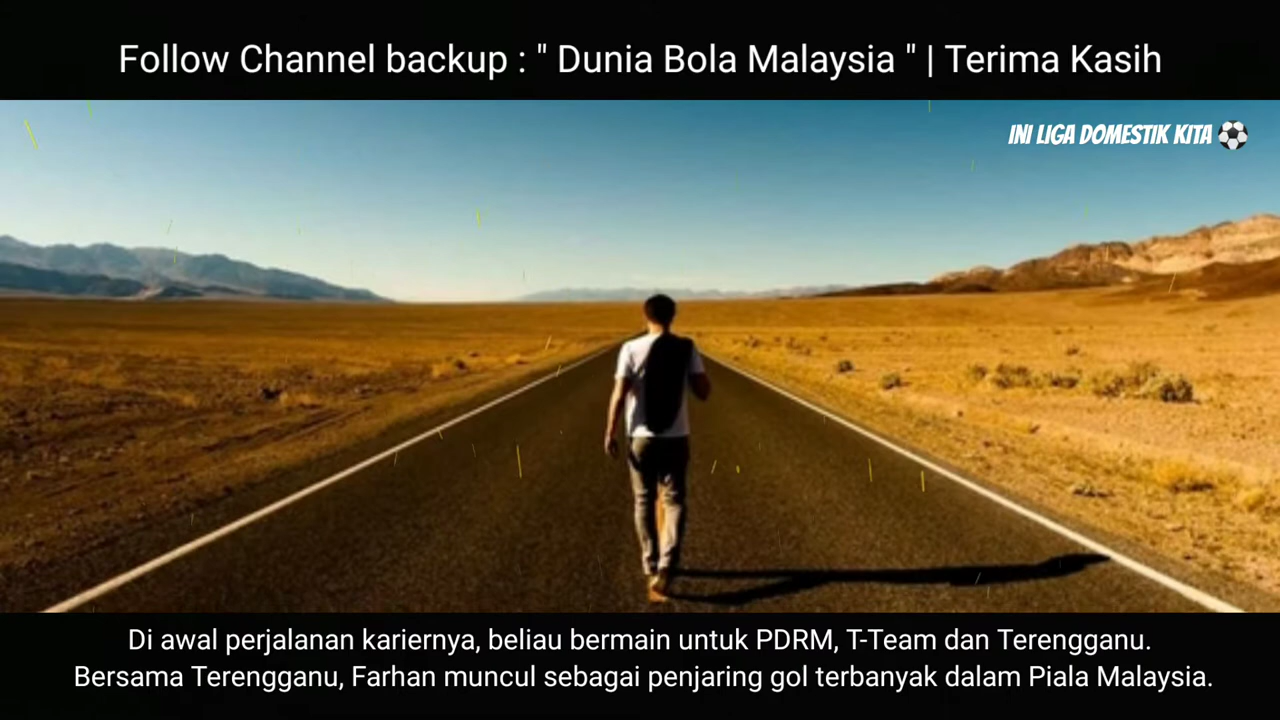 Follow Channel backup : " Dunia Bola Malaysia " | Terima Kasih
INI LIGA DOMESTIK KITA
Di awal perjalanan kariernya, beliau bermain untuk PDRM, T-Team dan Terengganu.
Bersama Terengganu, Farhan muncul sebagai penjaring gol terbanyak dalam Piala Malaysia.